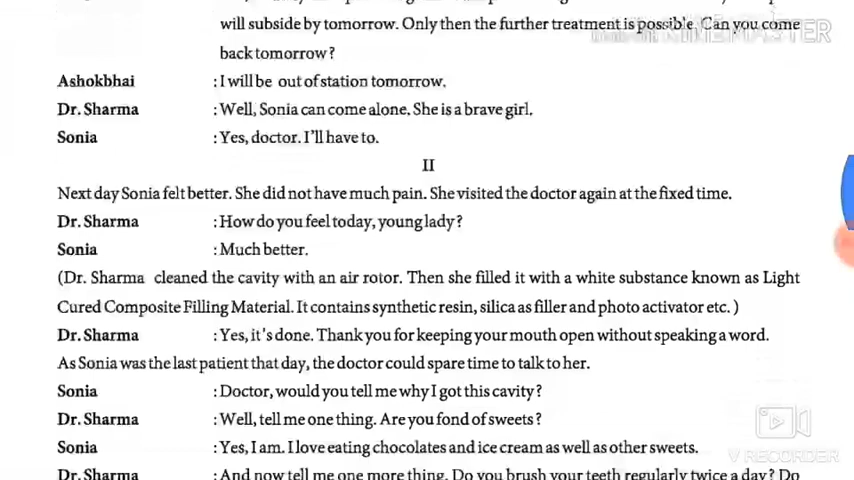 will subside by tomorrow. Only then the further treatment is possible. Can you come
back tomorrow?
Ashokbhai : I will be out of station tomorrow.
Dr. Sharma : Well, Sonia can come alone. She is a brave girl.
Sonia : Yes, doctor. I'll have to.
II
Next day Sonia felt better. She did not have much pain. She visited the doctor again at the fixed time.
Dr. Sharma : How do you feel today, young lady?
Sonia : Much better.
(Dr. Sharma cleaned the cavity with an air rotor. Then she filled it with a white substance known as Light
Cured Composite Filling Material. It contains synthetic resin, silica as filler and photo activator etc. )
Dr. Sharma : Yes, it's done. Thank you for keeping your mouth open without speaking a word.
As Sonia was the last patient that day, the doctor could spare time to talk to her.
Sonia : Doctor, would you tell me why I got this cavity?
Dr. Sharma : Well, tell me one thing. Are you fond of sweets?
Sonia : Yes, I am. I love eating chocolates and ice cream as well as other sweets.
Dr. Sharma : And now tell me one more thing. Do you brush your teeth regularly twice a day? Do
V RECORDER